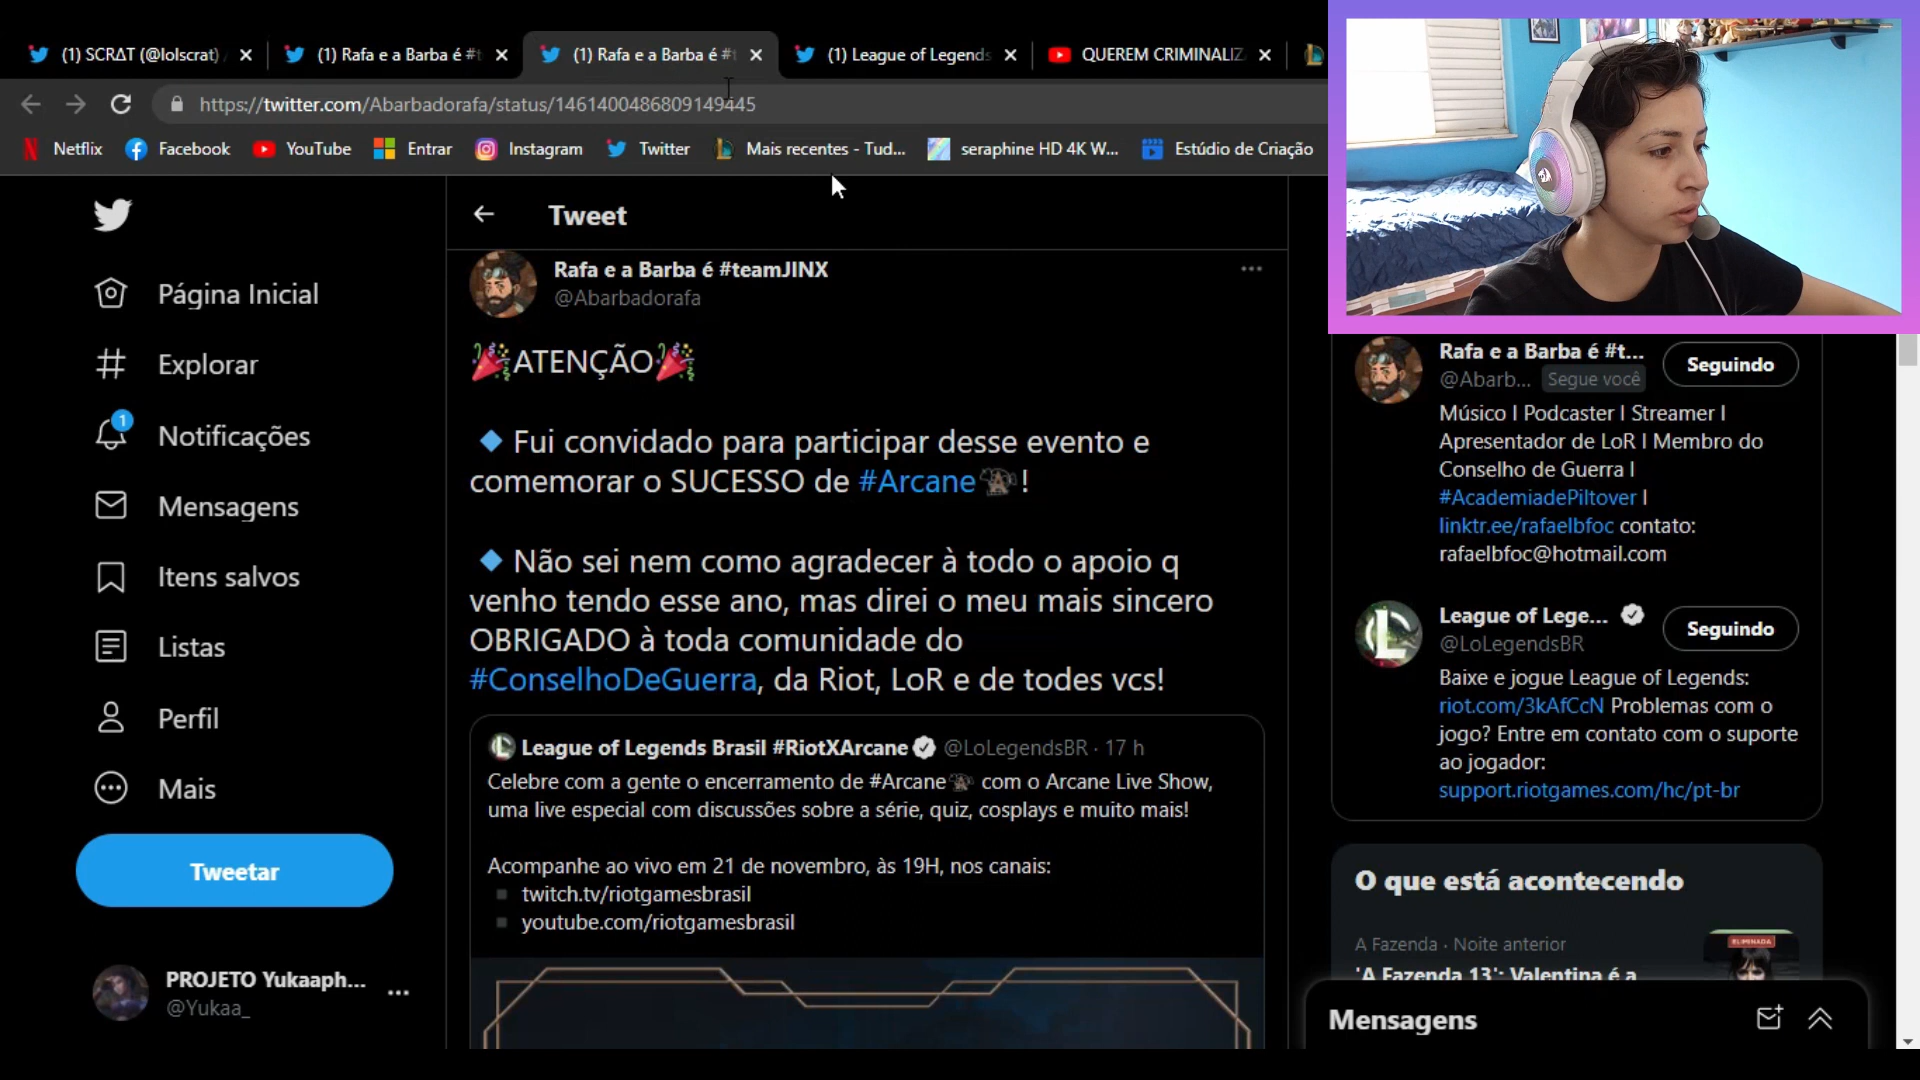 (1) SCRΔT (@lolscrat)
(1) Rafa e a Barba é #t
(1) Rafa e a Barba é #
(1) League of Legends
QUEREM CRIMINALIZ
https://twitter.com/Abarbadorafa/status/1461400486809149445
Netflix
Facebook
YouTube
Entrar
Instagram
Twitter
Mais recentes - Tud...
seraphine HD 4K W...
Estúdio de Criação
Página Inicial
Explorar
1
Notificações
Mensagens
Itens salvos
Listas
Perfil
Mais
Tweetar
PROJETO Yukaaph... ...
@Yukaa_
Tweet
Rafa e a Barba é #teamJINX
@Abarbadorafa
🎉ATENÇÃO🎉
🔹Fui convidado para participar desse evento e
comemorar o SUCESSO de #Arcane!
🔹Não sei nem como agradecer à todo o apoio q
venho tendo esse ano, mas direi o meu mais sincero
OBRIGADO à toda comunidade do
#ConselhoDeGuerra, da Riot, LoR e de todes vcs!
League of Legends Brasil #RiotXArcane @LoLegendsBR · 17 h
Celebre com a gente o encerramento de #Arcane com o Arcane Live Show,
uma live especial com discussões sobre a série, quiz, cosplays e muito mais!
Acompanhe ao vivo em 21 de novembro, às 19H, nos canais:
▪ twitch.tv/riotgamesbrasil
▪ youtube.com/riotgamesbrasil
Rafa e a Barba é #t...
@Abarb... Segue você
Seguindo
Músico I Podcaster I Streamer I
Apresentador de LoR I Membro do
Conselho de Guerra I
#AcademiadePiltover I
linktr.ee/rafaelbfoc contato:
rafaelbfoc@hotmail.com
League of Lege...
@LoLegendsBR
Seguindo
Baixe e jogue League of Legends:
riot.com/3kAfCcN Problemas com o
jogo? Entre em contato com o suporte
ao jogador:
support.riotgames.com/hc/pt-br
O que está acontecendo
A Fazenda · Noite anterior
'A Fazenda 13': Valentina é a
ELIMINADA
Mensagens